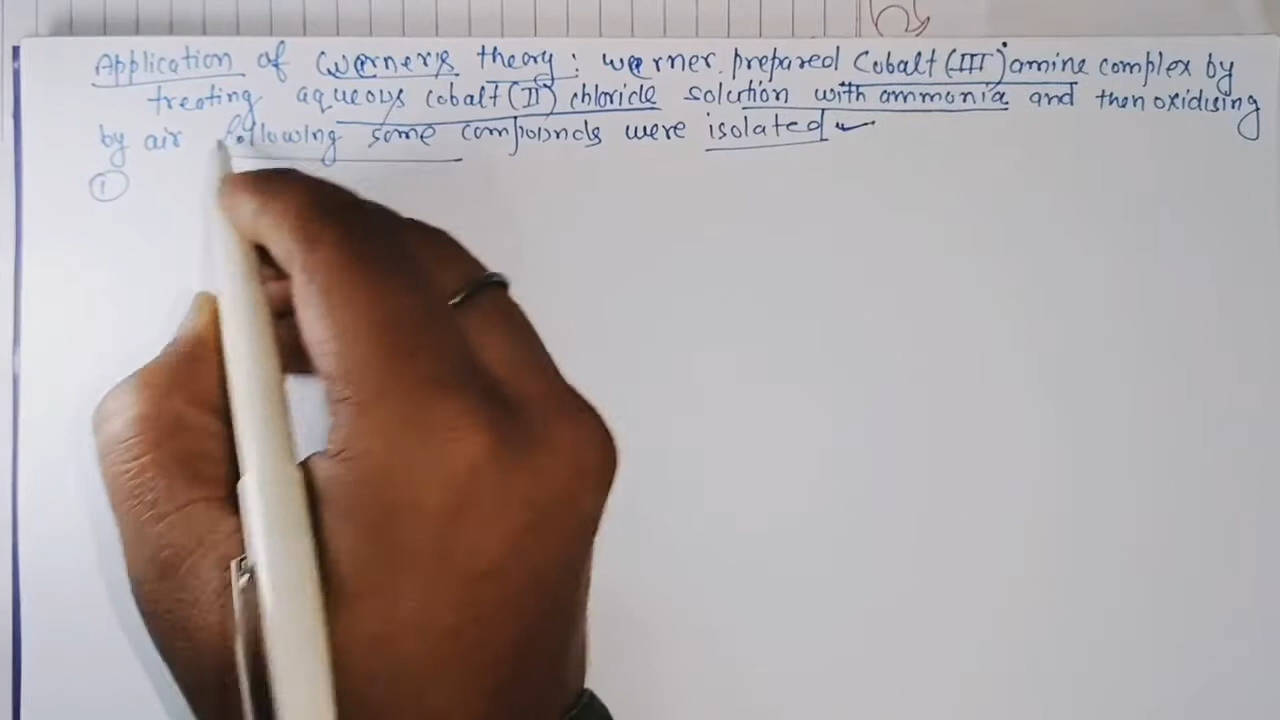 Application of Werner's theory: werner prepared Cobalt (III) amine complex by
treating aqueous cobalt (II) chloride solution with ammonia and then oxidising
by air following some compounds were isolated
①